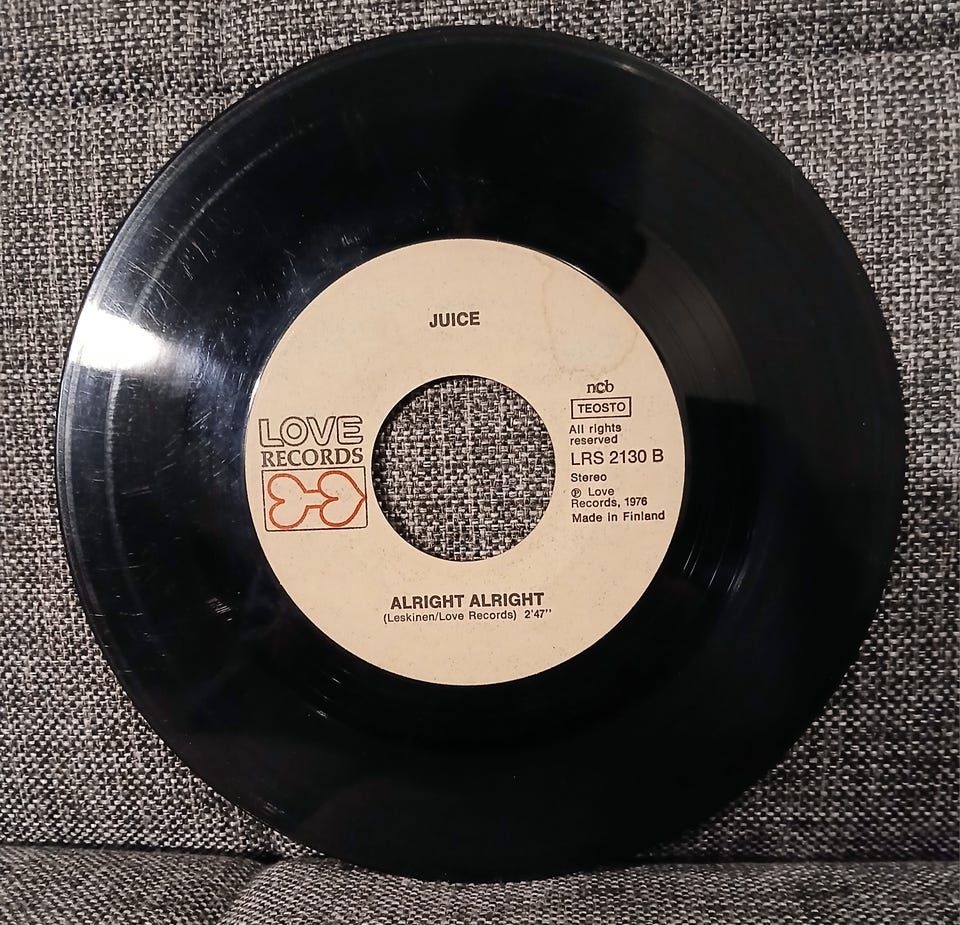 JUICE
LOVE
RECORDS
ncb
TEOSTO
All rights
reserved
LRS 2130 B
Stereo
℗ Love
Records, 1976
Made in Finland
ALRIGHT ALRIGHT
(Leskinen/Love Records) 2'47''